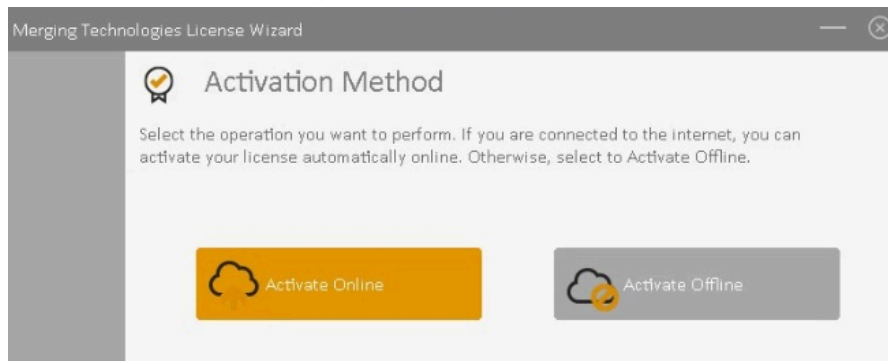 Merging Technologies License Wizard
Activation Method
Select the operation you want to perform. If you are connected to the internet, you can
activate your license automatically online. Otherwise, select to Activate Offline.
Activate Online
Activate Offline